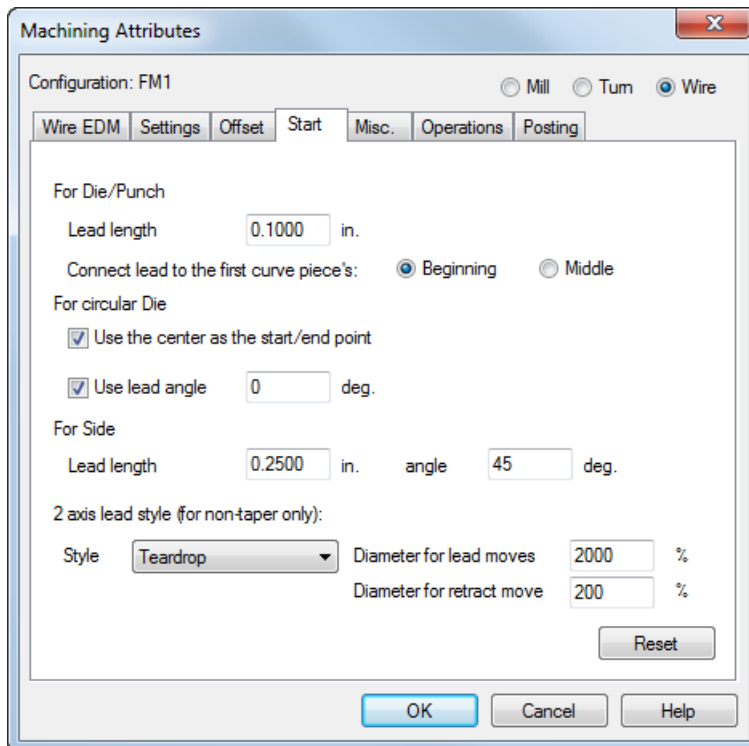 Machining Attributes
Configuration: FM1 Mill Turn Wire
Wire EDM Settings Offset Start Misc. Operations Posting
For Die/Punch
Lead length 0.1000 in.
Connect lead to the first curve piece's: Beginning Middle
For circular Die
Use the center as the start/end point
Use lead angle 0 deg.
For Side
Lead length 0.2500 in. angle 45 deg.
2 axis lead style (for non-taper only):
Style Teardrop Diameter for lead moves 2000 %
Diameter for retract move 200 %
Reset
OK Cancel Help